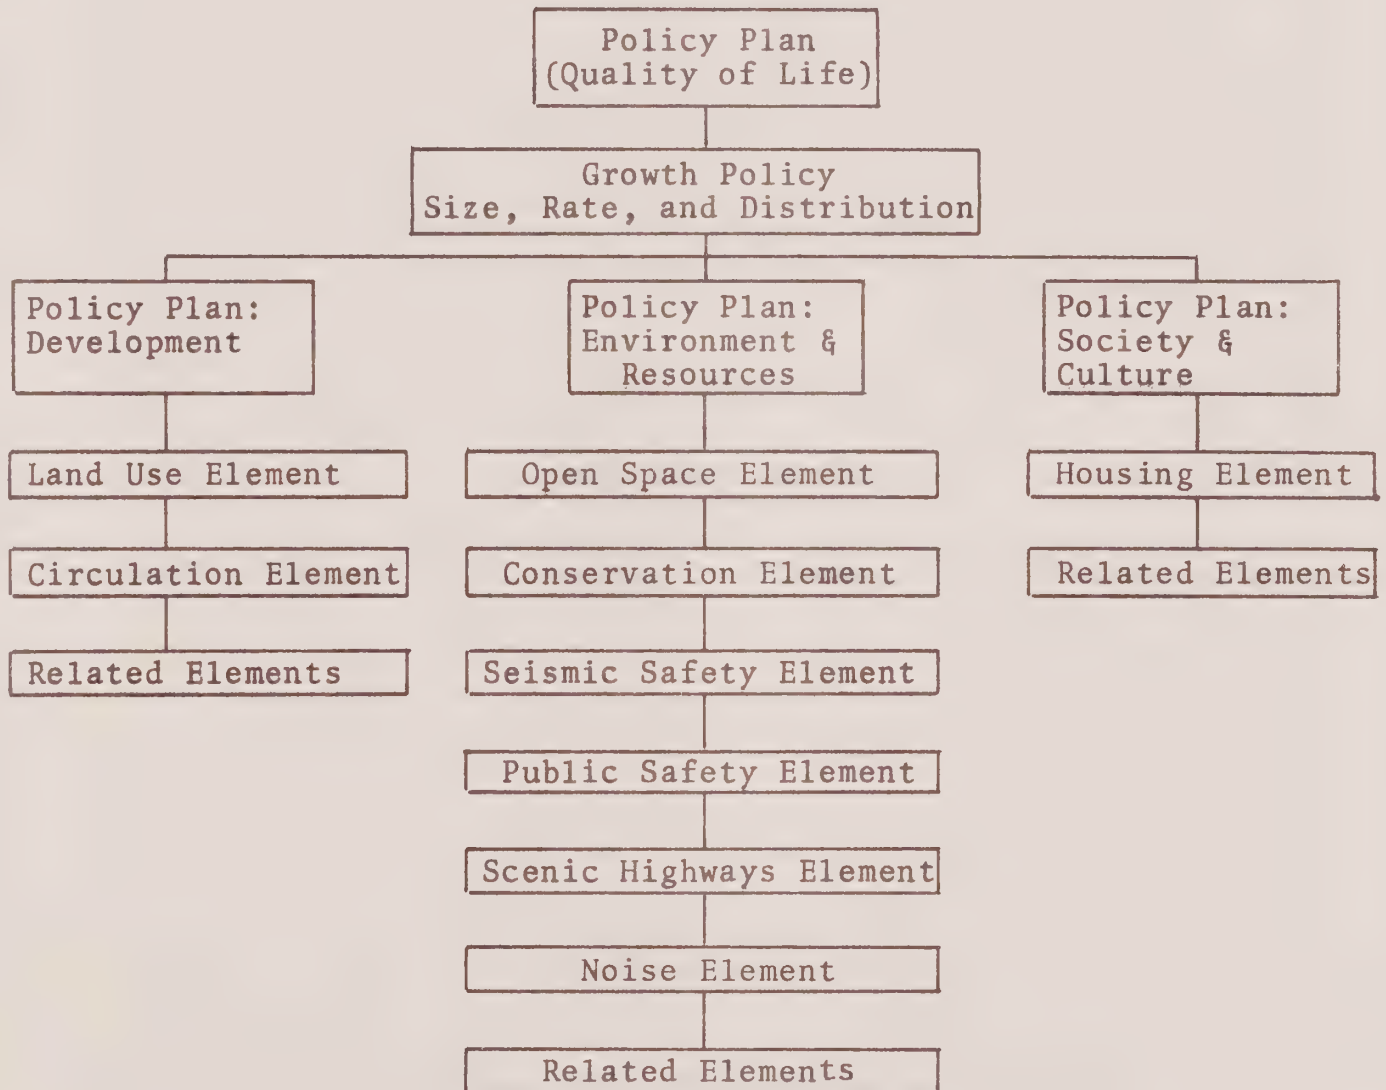 Policy Plan
(Quality of Life)
Growth Policy
Size, Rate, and Distribution
Policy Plan:
Development
Policy Plan:
Environment &
Resources
Policy Plan:
Society &
Culture
Land Use Element
Circulation Element
Related Elements
Open Space Element
Conservation Element
Seismic Safety Element
Public Safety Element
Scenic Highways Element
Noise Element
Related Elements
Housing Element
Related Elements